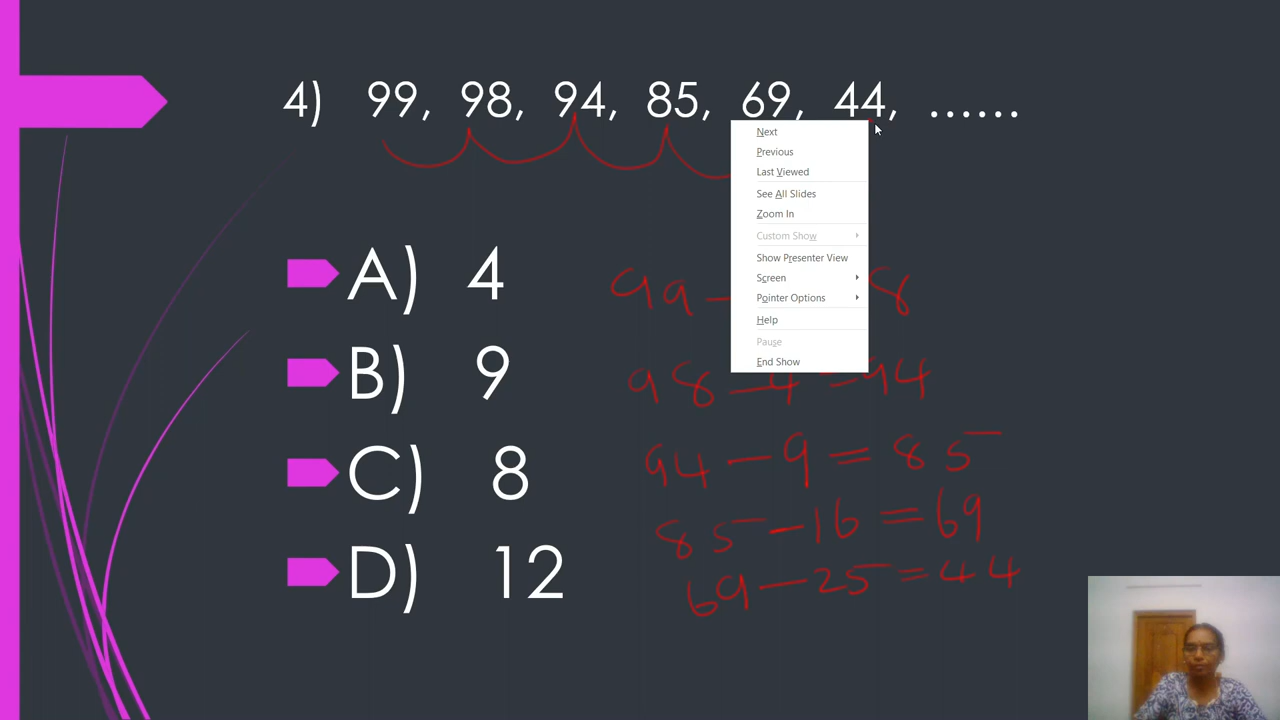 4) 99, 98, 94, 85, 69, 44, ......
Next
Previous
Last Viewed
See All Slides
Zoom In
Custom Show
Show Presenter View
Screen
Pointer Options
Help
Pause
End Show
A) 4
99 – 8
B) 9
98 – 4 = 94
C) 8
94 – 9 = 85
85 – 16 = 69
D) 12
69 – 25 = 44